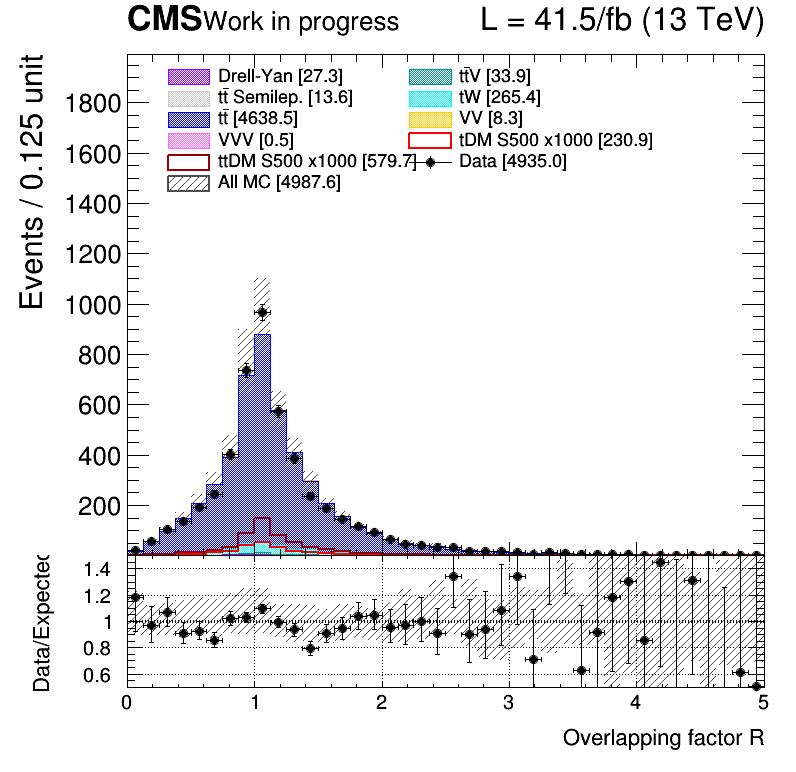 CMS Work in progress L = 41.5/fb (13 TeV)
Events / 0.125 unit
Drell-Yan [27.3] tt̄V [33.9]
tt̄ Semilep. [13.6] tW [265.4]
tt̄ [4638.5] VV [8.3]
VVV [0.5] tDM S500 x1000 [230.9]
ttDM S500 x1000 [579.7] Data [4935.0]
All MC [4987.6]
1800
1600
1400
1200
1000
800
600
400
200
Data/Expected
1.4
1.2
1
0.8
0.6
0 1 2 3 4 5
Overlapping factor R